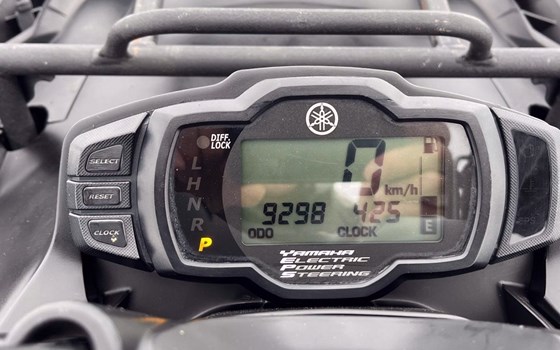 DIFF.
LOCK
SELECT
L
H
N
R
P
RESET
CLOCK
0 km/h
9298 425
ODO CLOCK
E
YAMAHA
ELECTRIC
POWER
STEERING